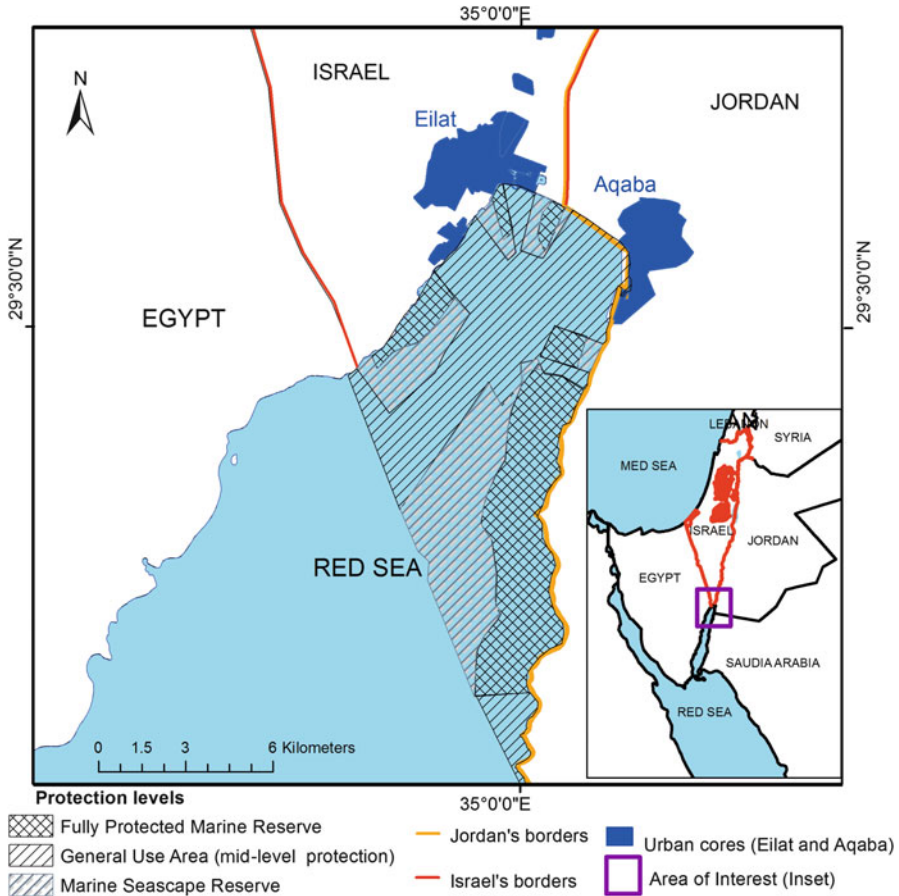 35°0'0"E
N
ISRAEL
JORDAN
Eilat
Aqaba
29°30'0"N
29°30'0"N
EGYPT
RED SEA
LEBANON
SYRIA
MED SEA
ISRAEL
JORDAN
EGYPT
SAUDIA ARABIA
RED SEA
0 1.5 3 6 Kilometers
35°0'0"E
Protection levels
Fully Protected Marine Reserve
General Use Area (mid-level protection)
Marine Seascape Reserve
Jordan's borders
Israel's borders
Urban cores (Eilat and Aqaba)
Area of Interest (Inset)